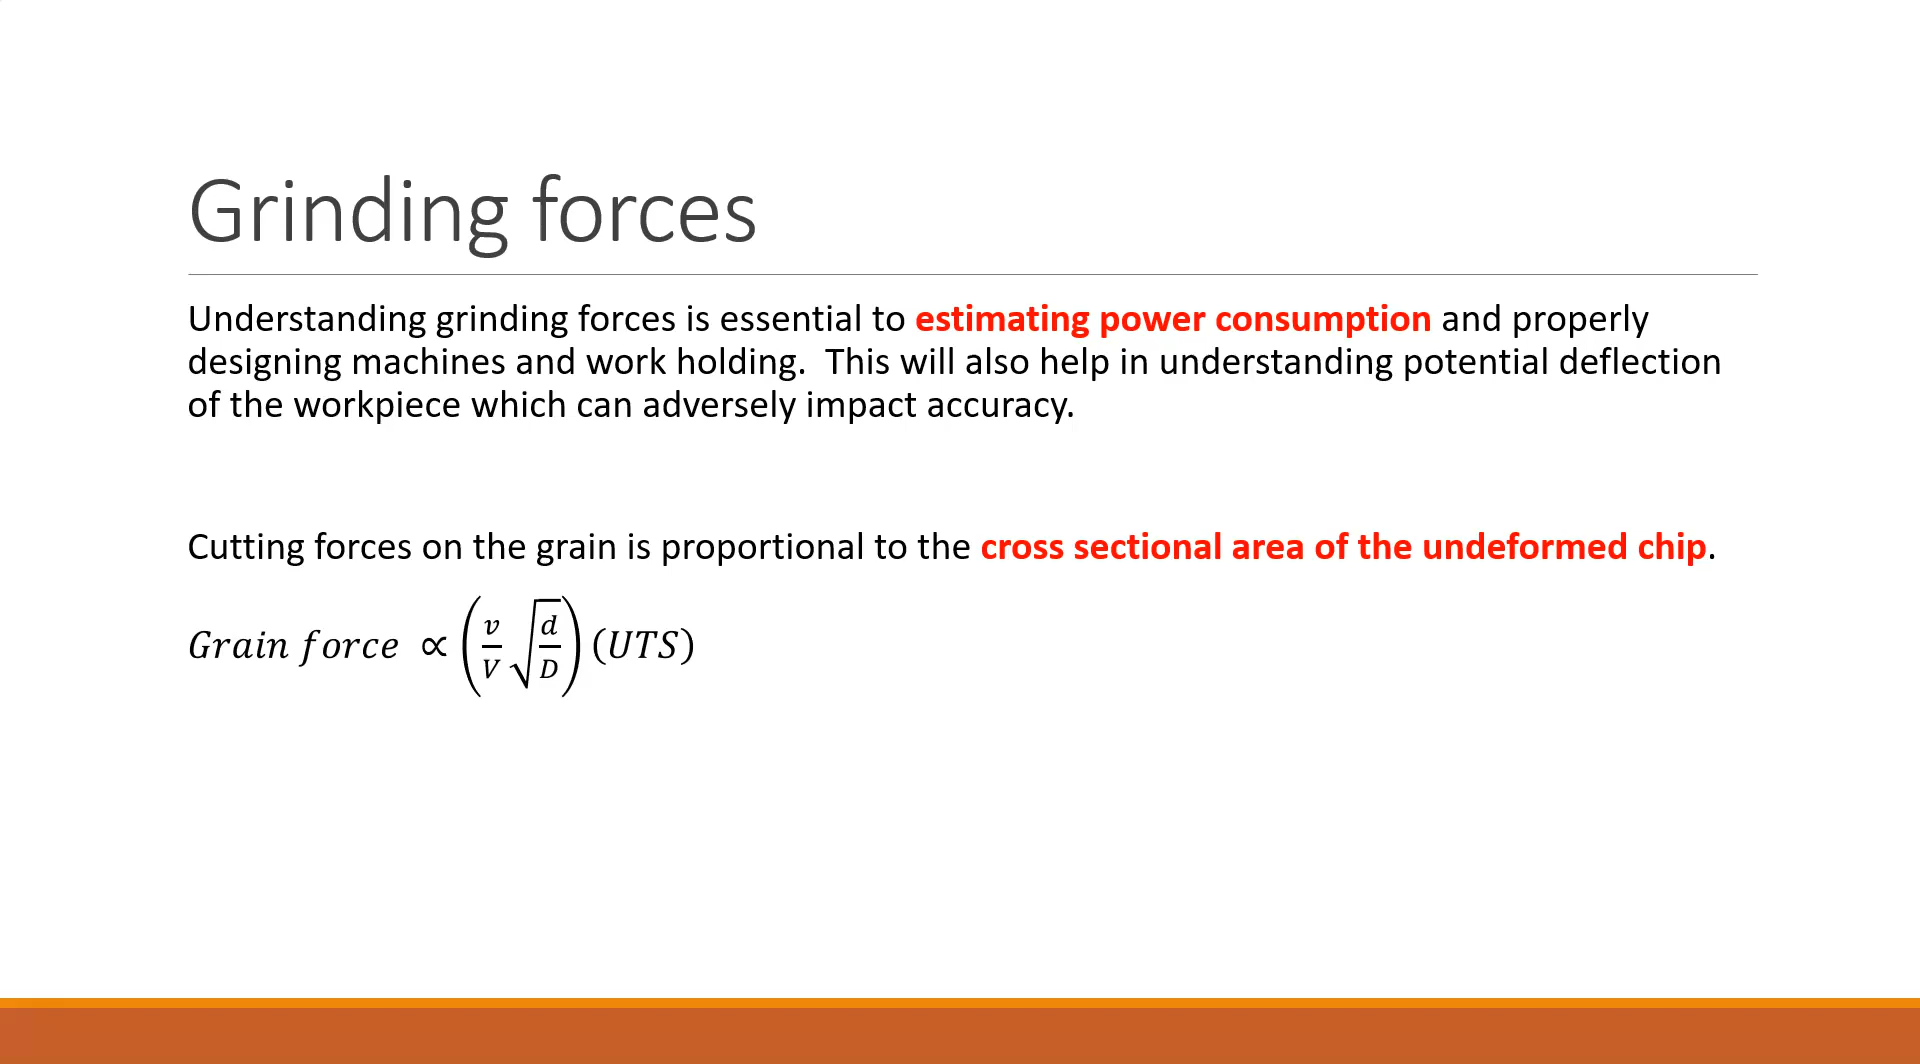 Grinding forces
Understanding grinding forces is essential to estimating power consumption and properly
designing machines and work holding.  This will also help in understanding potential deflection
of the workpiece which can adversely impact accuracy.
Cutting forces on the grain is proportional to the cross sectional area of the undeformed chip.
Grain force ∝ (v/V √(d/D)) (UTS)